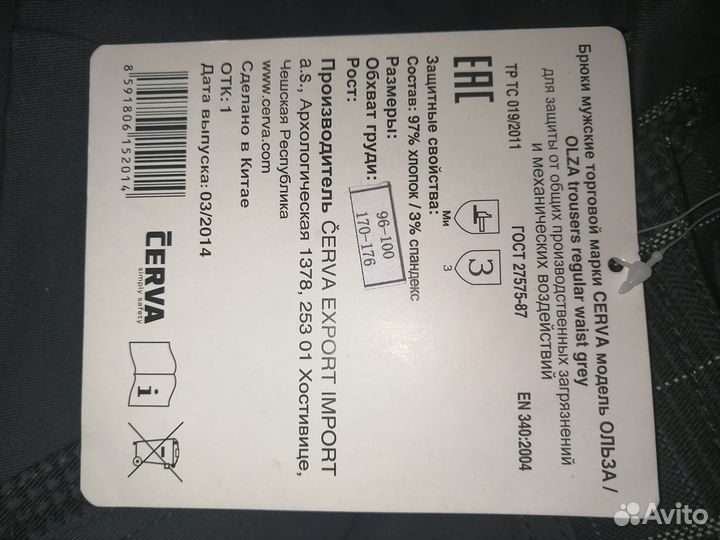 Брюки мужские торговой марки CERVA модель ОЛЬЗА /
OLZA trousers regular waist grey
для защиты от общих производственных загрязнений
и механических воздействий
ТР ТС 019/2011
ГОСТ 27575-87
EN 340:2004
EAC
Защитные свойства:
Ми
З
З
Состав: 97% хлопок / 3% спандекс
Размеры:
Обхват груди:
96-100
Рост:
170-176
Производитель ČERVA EXPORT IMPORT
a.s., Архологическая 1378, 253 01 Хостивице,
Чешская Республика
www.cerva.com
Сделано в Китае
ОТК: 1
Дата выпуска: 03/2014
8 591806 152014
ČERVA
simply safety
i
Avito